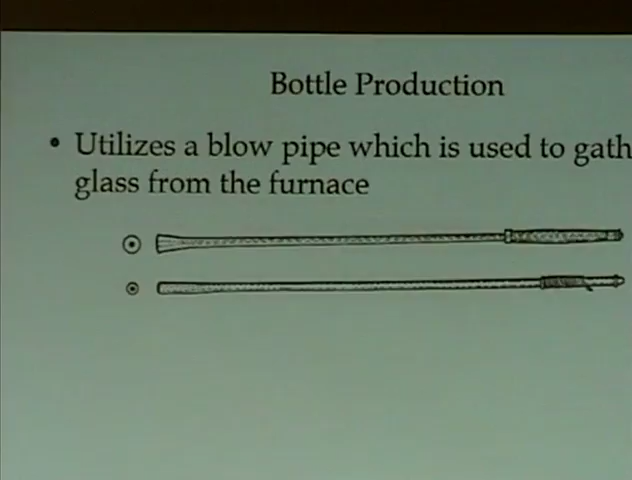 Bottle Production
• Utilizes a blow pipe which is used to gath
glass from the furnace